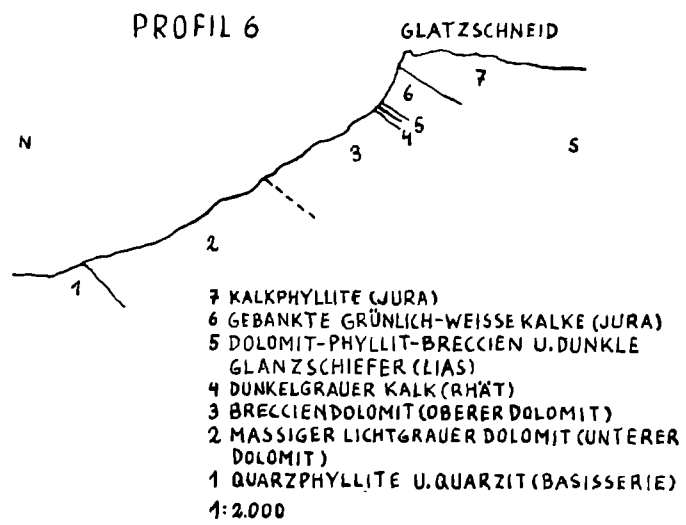 PROFIL 6
GLATZSCHNEID
7
6
5
4
3
N
S
2
1
7 KALKPHYLLITE (JURA)
6 GEBANKTE GRÜNLICH-WEISSE KALKE (JURA)
5 DOLOMIT-PHYLLIT-BRECCIEN U. DUNKLE
GLANZSCHIEFER (LIAS)
4 DUNKELGRAUER KALK (RHÄT)
3 BRECCIENDOLOMIT (OBERER DOLOMIT)
2 MASSIGER LICHTGRAUER DOLOMIT (UNTERER
DOLOMIT)
1 QUARZPHYLLITE U. QUARZIT (BASISSERIE)
1:2.000